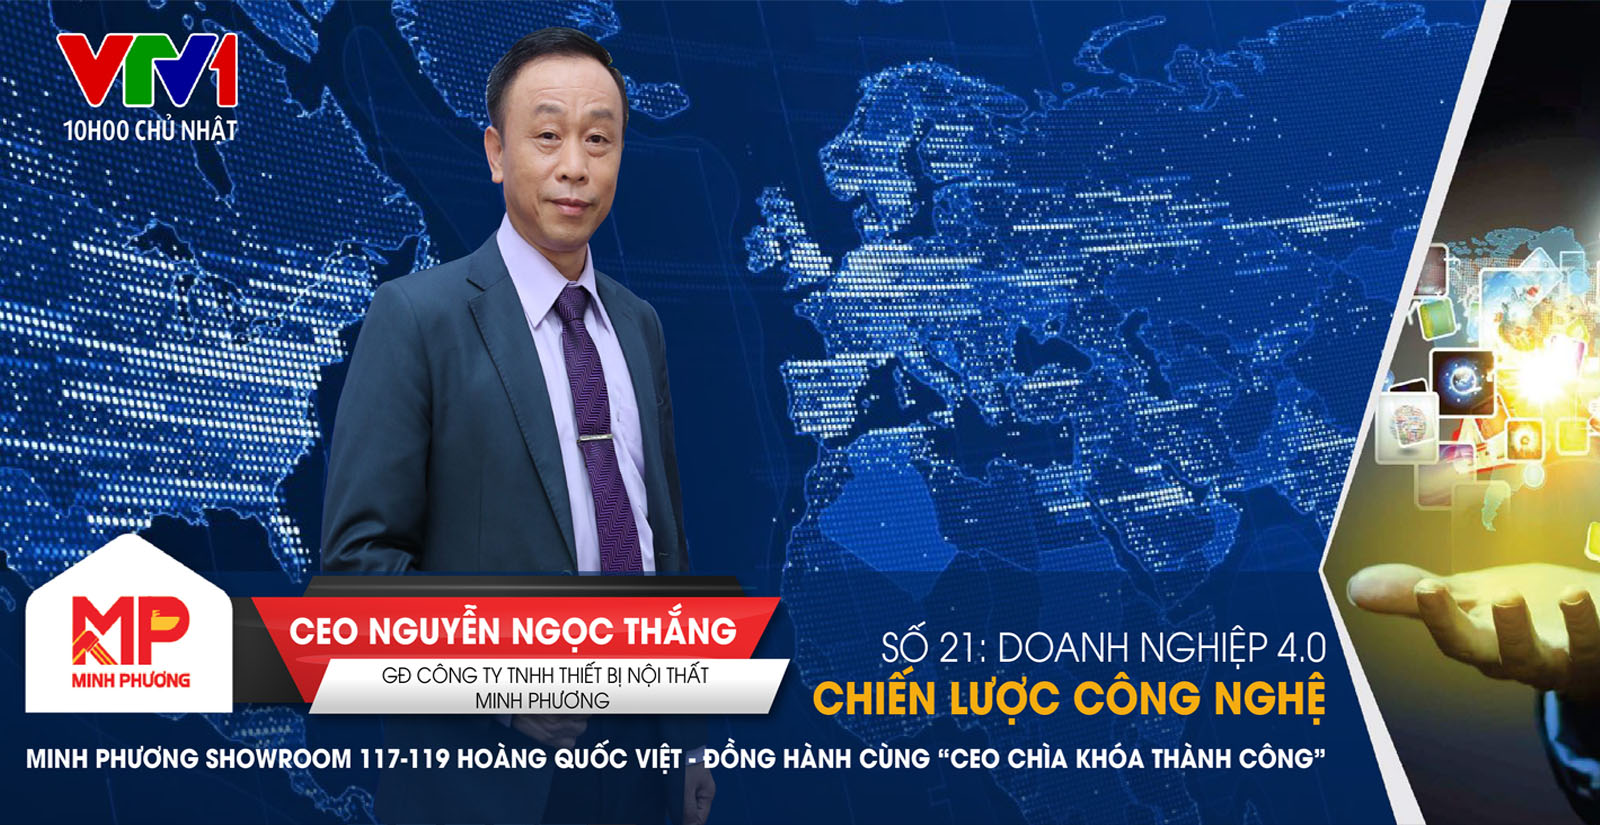 VTV1
10H00 CHỦ NHẬT
MP
MINH PHƯƠNG
CEO NGUYỄN NGỌC THẮNG
GĐ CÔNG TY TNHH THIẾT BỊ NỘI THẤT
MINH PHƯƠNG
SỐ 21: DOANH NGHIỆP 4.0
CHIẾN LƯỢC CÔNG NGHỆ
MINH PHƯƠNG SHOWROOM 117-119 HOÀNG QUỐC VIỆT - ĐỒNG HÀNH CÙNG “CEO CHÌA KHÓA THÀNH CÔNG”